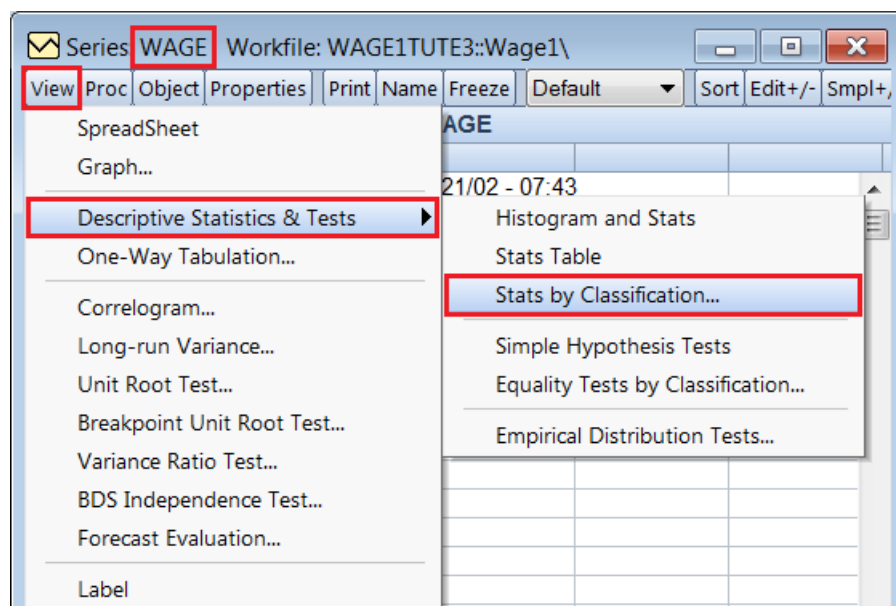 Series: WAGE Workfile: WAGE1TUTE3::Wage1\
View Proc Object Properties Print Name Freeze Default Sort Edit+/- Smpl+/
AGE
21/02 - 07:43
SpreadSheet
Graph...
Descriptive Statistics & Tests
One-Way Tabulation...
Correlogram...
Long-run Variance...
Unit Root Test...
Breakpoint Unit Root Test...
Variance Ratio Test...
BDS Independence Test...
Forecast Evaluation...
Label
Histogram and Stats
Stats Table
Stats by Classification...
Simple Hypothesis Tests
Equality Tests by Classification...
Empirical Distribution Tests...